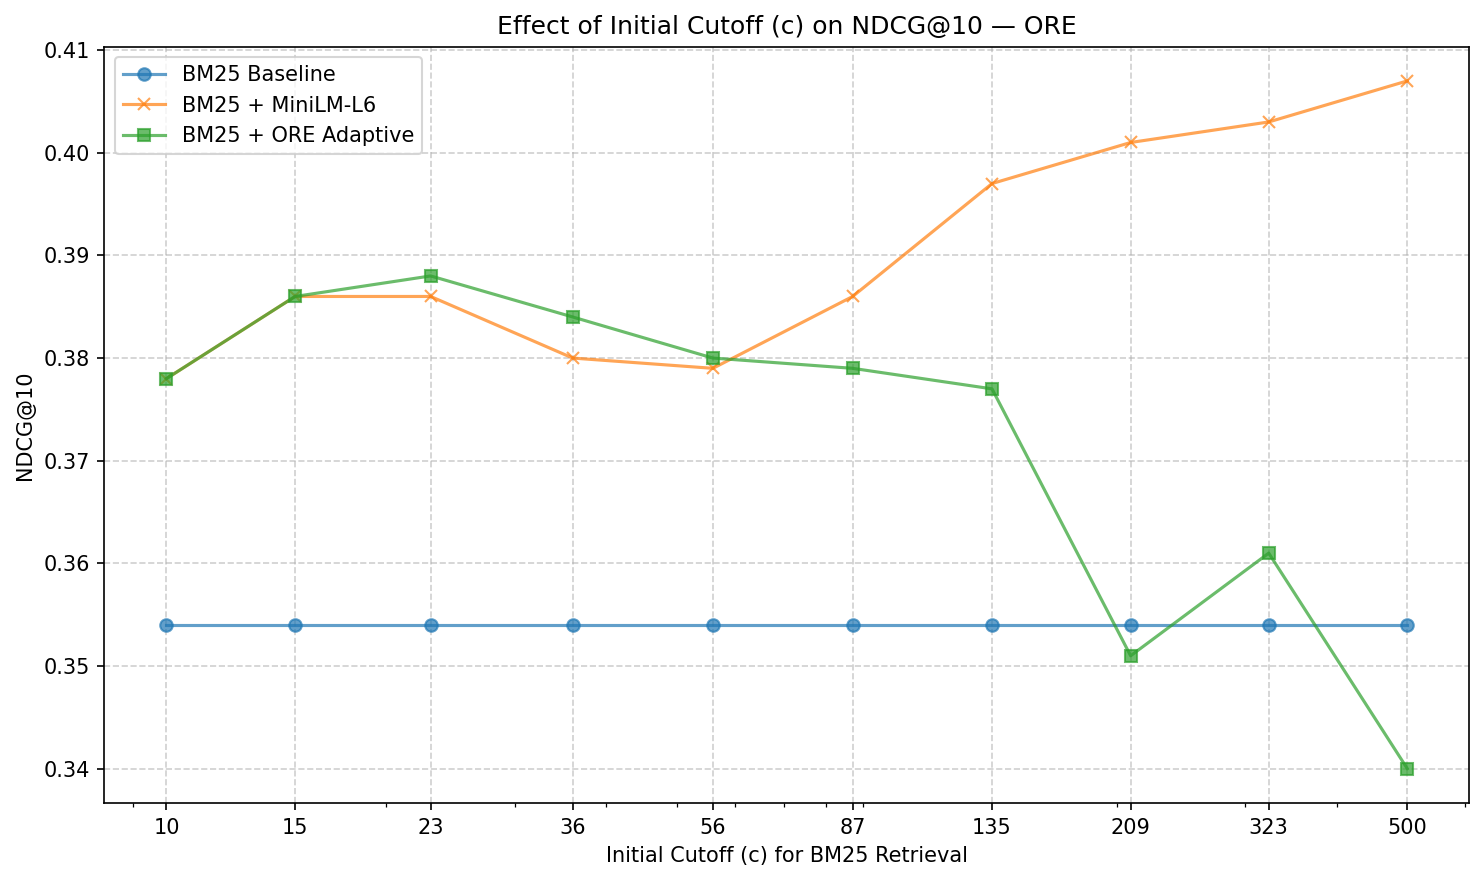 Effect of Initial Cutoff (c) on NDCG@10 — ORE
BM25 Baseline
BM25 + MiniLM-L6
BM25 + ORE Adaptive
NDCG@10
0.41
0.40
0.39
0.38
0.37
0.36
0.35
0.34
10 15 23 36 56 87 135 209 323 500
Initial Cutoff (c) for BM25 Retrieval